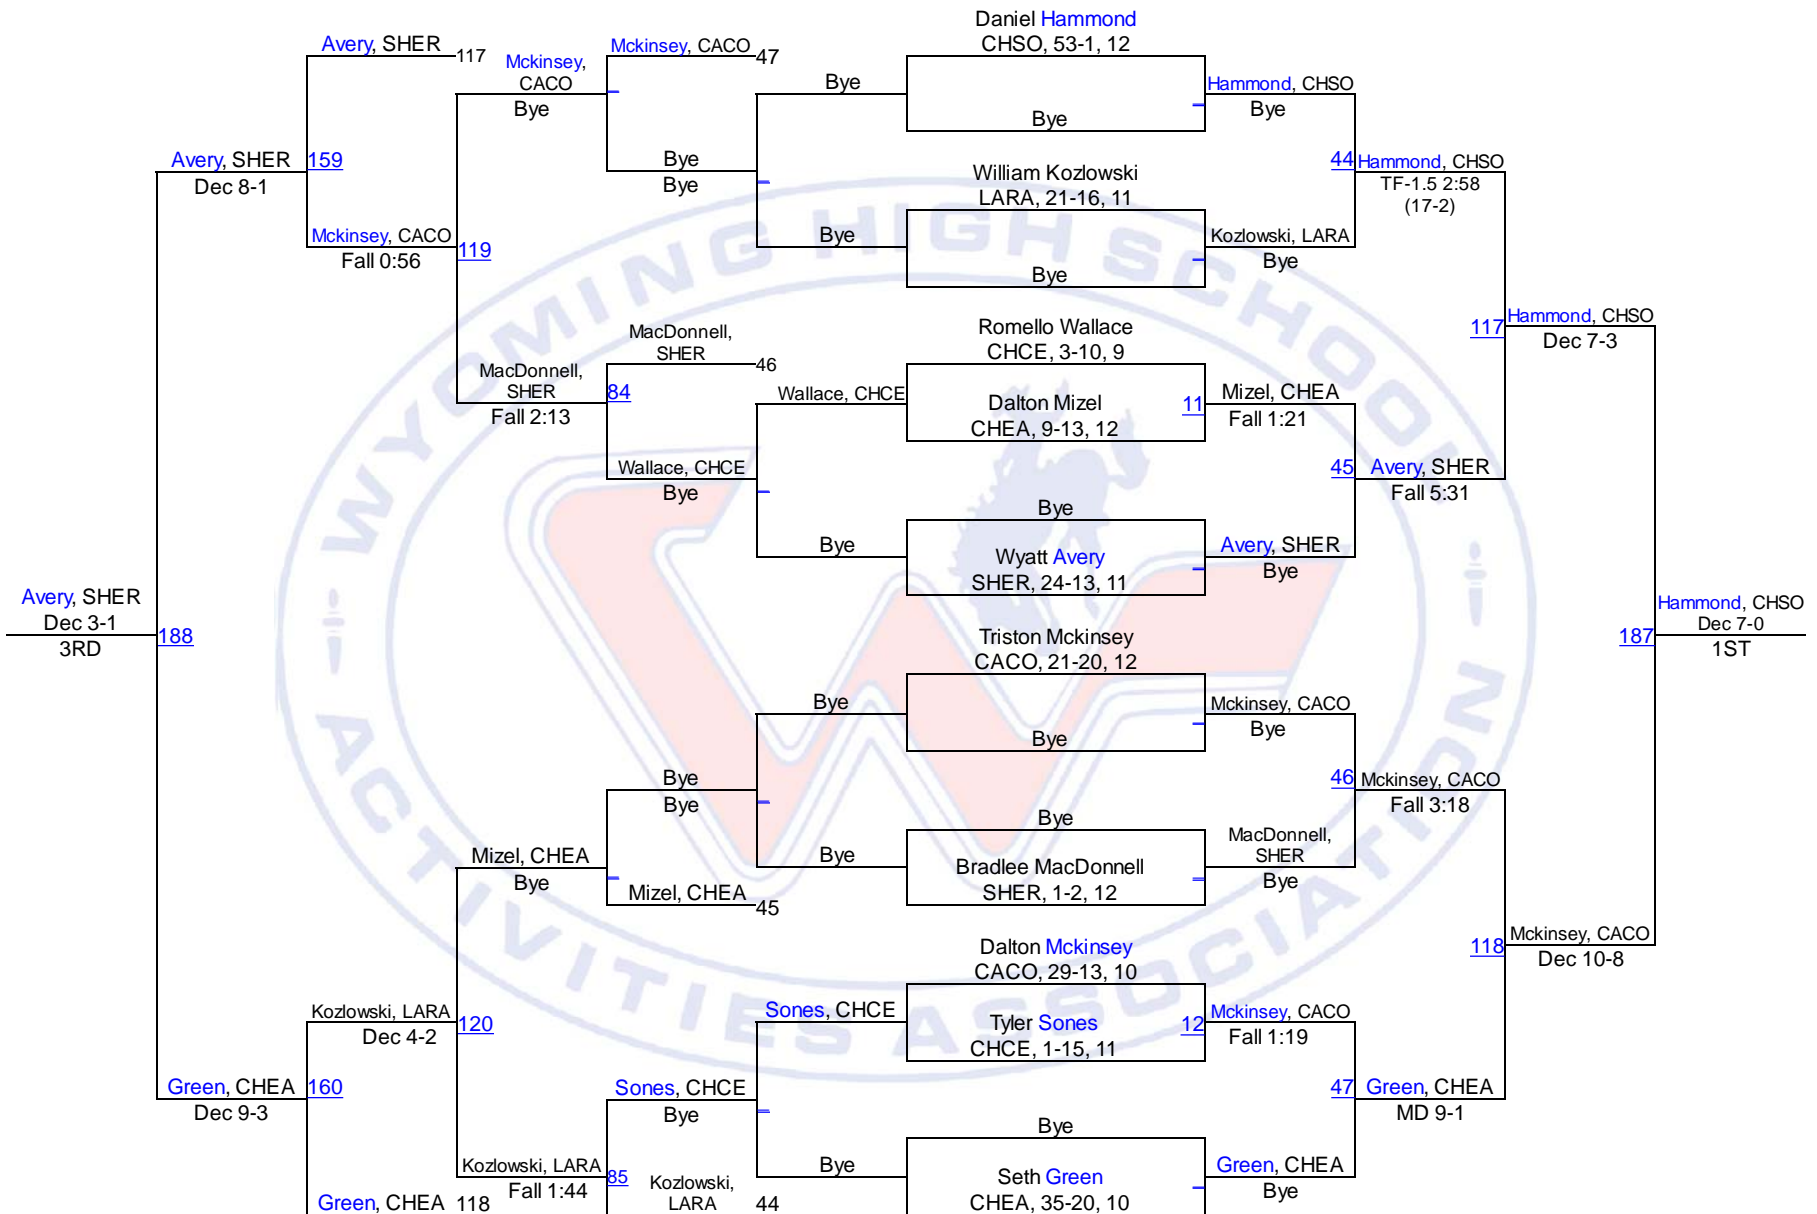 Daniel Hammond
CHSO, 53-1, 12
Avery, SHER
117
Mckinsey,
CACO
Bye
Mckinsey, CACO
47
Bye
Bye
Hammond, CHSO
Bye
Avery, SHER
159
Dec 8-1
Bye
Bye
William Kozlowski
LARA, 21-16, 11
44
Hammond, CHSO
TF-1.5 2:58
(17-2)
Mckinsey, CACO
119
Fall 0:56
Bye
Bye
Kozlowski, LARA
Bye
MacDonnell,
SHER
46
Romello Wallace
CHCE, 3-10, 9
117
Hammond, CHSO
Dec 7-3
MacDonnell,
SHER
84
Fall 2:13
Wallace, CHCE
Dalton Mizel
CHEA, 9-13, 12
11
Mizel, CHEA
Fall 1:21
Wallace, CHCE
Bye
45
Avery, SHER
Fall 5:31
Bye
Bye
Wyatt Avery
SHER, 24-13, 11
Avery, SHER
Bye
Avery, SHER
Dec 3-1
188
3RD
Triston Mckinsey
CACO, 21-20, 12
187
Hammond, CHSO
Dec 7-0
1ST
Bye
Bye
Mckinsey, CACO
Bye
Bye
Bye
46
Mckinsey, CACO
Fall 3:18
Mizel, CHEA
Bye
Bye
Bye
Bradlee MacDonnell
SHER, 1-2, 12
MacDonnell,
SHER
Bye
Mizel, CHEA
45
Dalton Mckinsey
CACO, 29-13, 10
118
Mckinsey, CACO
Dec 10-8
Kozlowski, LARA
120
Dec 4-2
Sones, CHCE
Tyler Sones
CHCE, 1-15, 11
12
Mckinsey, CACO
Fall 1:19
Green, CHEA
160
Dec 9-3
Sones, CHCE
Bye
47
Green, CHEA
MD 9-1
Bye
Kozlowski, LARA
85
Fall 1:44
Bye
Seth Green
CHEA, 35-20, 10
Green, CHEA
Bye
Green, CHEA
118
Kozlowski,
LARA
44
WYOMING HIGH SCHOOL
ACTIVITIES ASSOCIATION